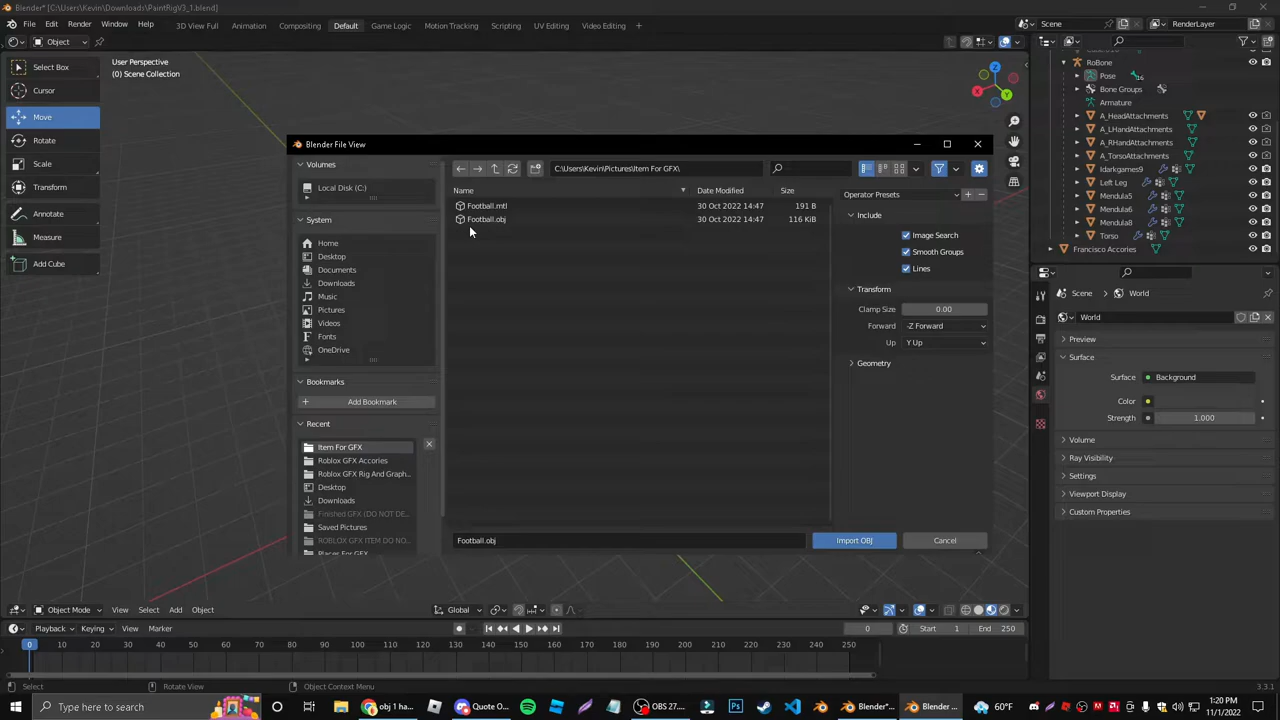 Blender* [C:\Users\Kevin\Downloads\PaintRigV3_1.blend]
File Edit Render Window Help 3D View Full Animation Compositing Default Game Logic Motion Tracking Scripting UV Editing Video Editing Scene RenderLayer
Object
User Perspective
(0) Scene Collection
Select Box
Cursor
Move
Rotate
Scale
Transform
Annotate
Measure
Add Cube
Blender File View
Volumes
Local Disk (C:)
System
Home
Desktop
Documents
Downloads
Music
Pictures
Videos
Fonts
OneDrive
Bookmarks
Add Bookmark
Recent
Item For GFX
Roblox GFX Accories
Roblox GFX Rig And Graph...
Desktop
Downloads
Finished GFX (DO NOT DE...
Saved Pictures
ROBLOX GFX ITEM DO NO...
Places For GFX
C:\Users\Kevin\Pictures\Item For GFX\
Name Date Modified Size
Football.mtl 30 Oct 2022 14:47 191 B
Football.obj 30 Oct 2022 14:47 116 KiB
Football.obj
Import OBJ Cancel
Operator Presets
Include
Image Search
Smooth Groups
Lines
Transform
Clamp Size 0.00
Forward -Z Forward
Up Y Up
Geometry
RoBone
Pose 16
Bone Groups
Armature
A_HeadAttachments
A_LHandAttachments
A_RHandAttachments
A_TorsoAttachments
Idarkgames9
Left Leg
Mendula5
Mendula6
Mendula8
Torso
Francisco Accories
Scene World
World
Preview
Surface
Surface Background
Color
Strength 1.000
Volume
Ray Visibility
Settings
Viewport Display
Custom Properties
Object Mode View Select Add Object Global
Playback Keying View Marker 0 Start 1 End 250
0 10 20 30 40 50 60 70 80 90 100 110 120 130 140 150 160 170 180 190 200 210 220 230 240 250
Select Rotate View Object Context Menu 3.3.1
Type here to search obj 1 ha... Quote O... OBS 27.... Blender*... Blender ... 60°F 1:20 PM
11/1/2022